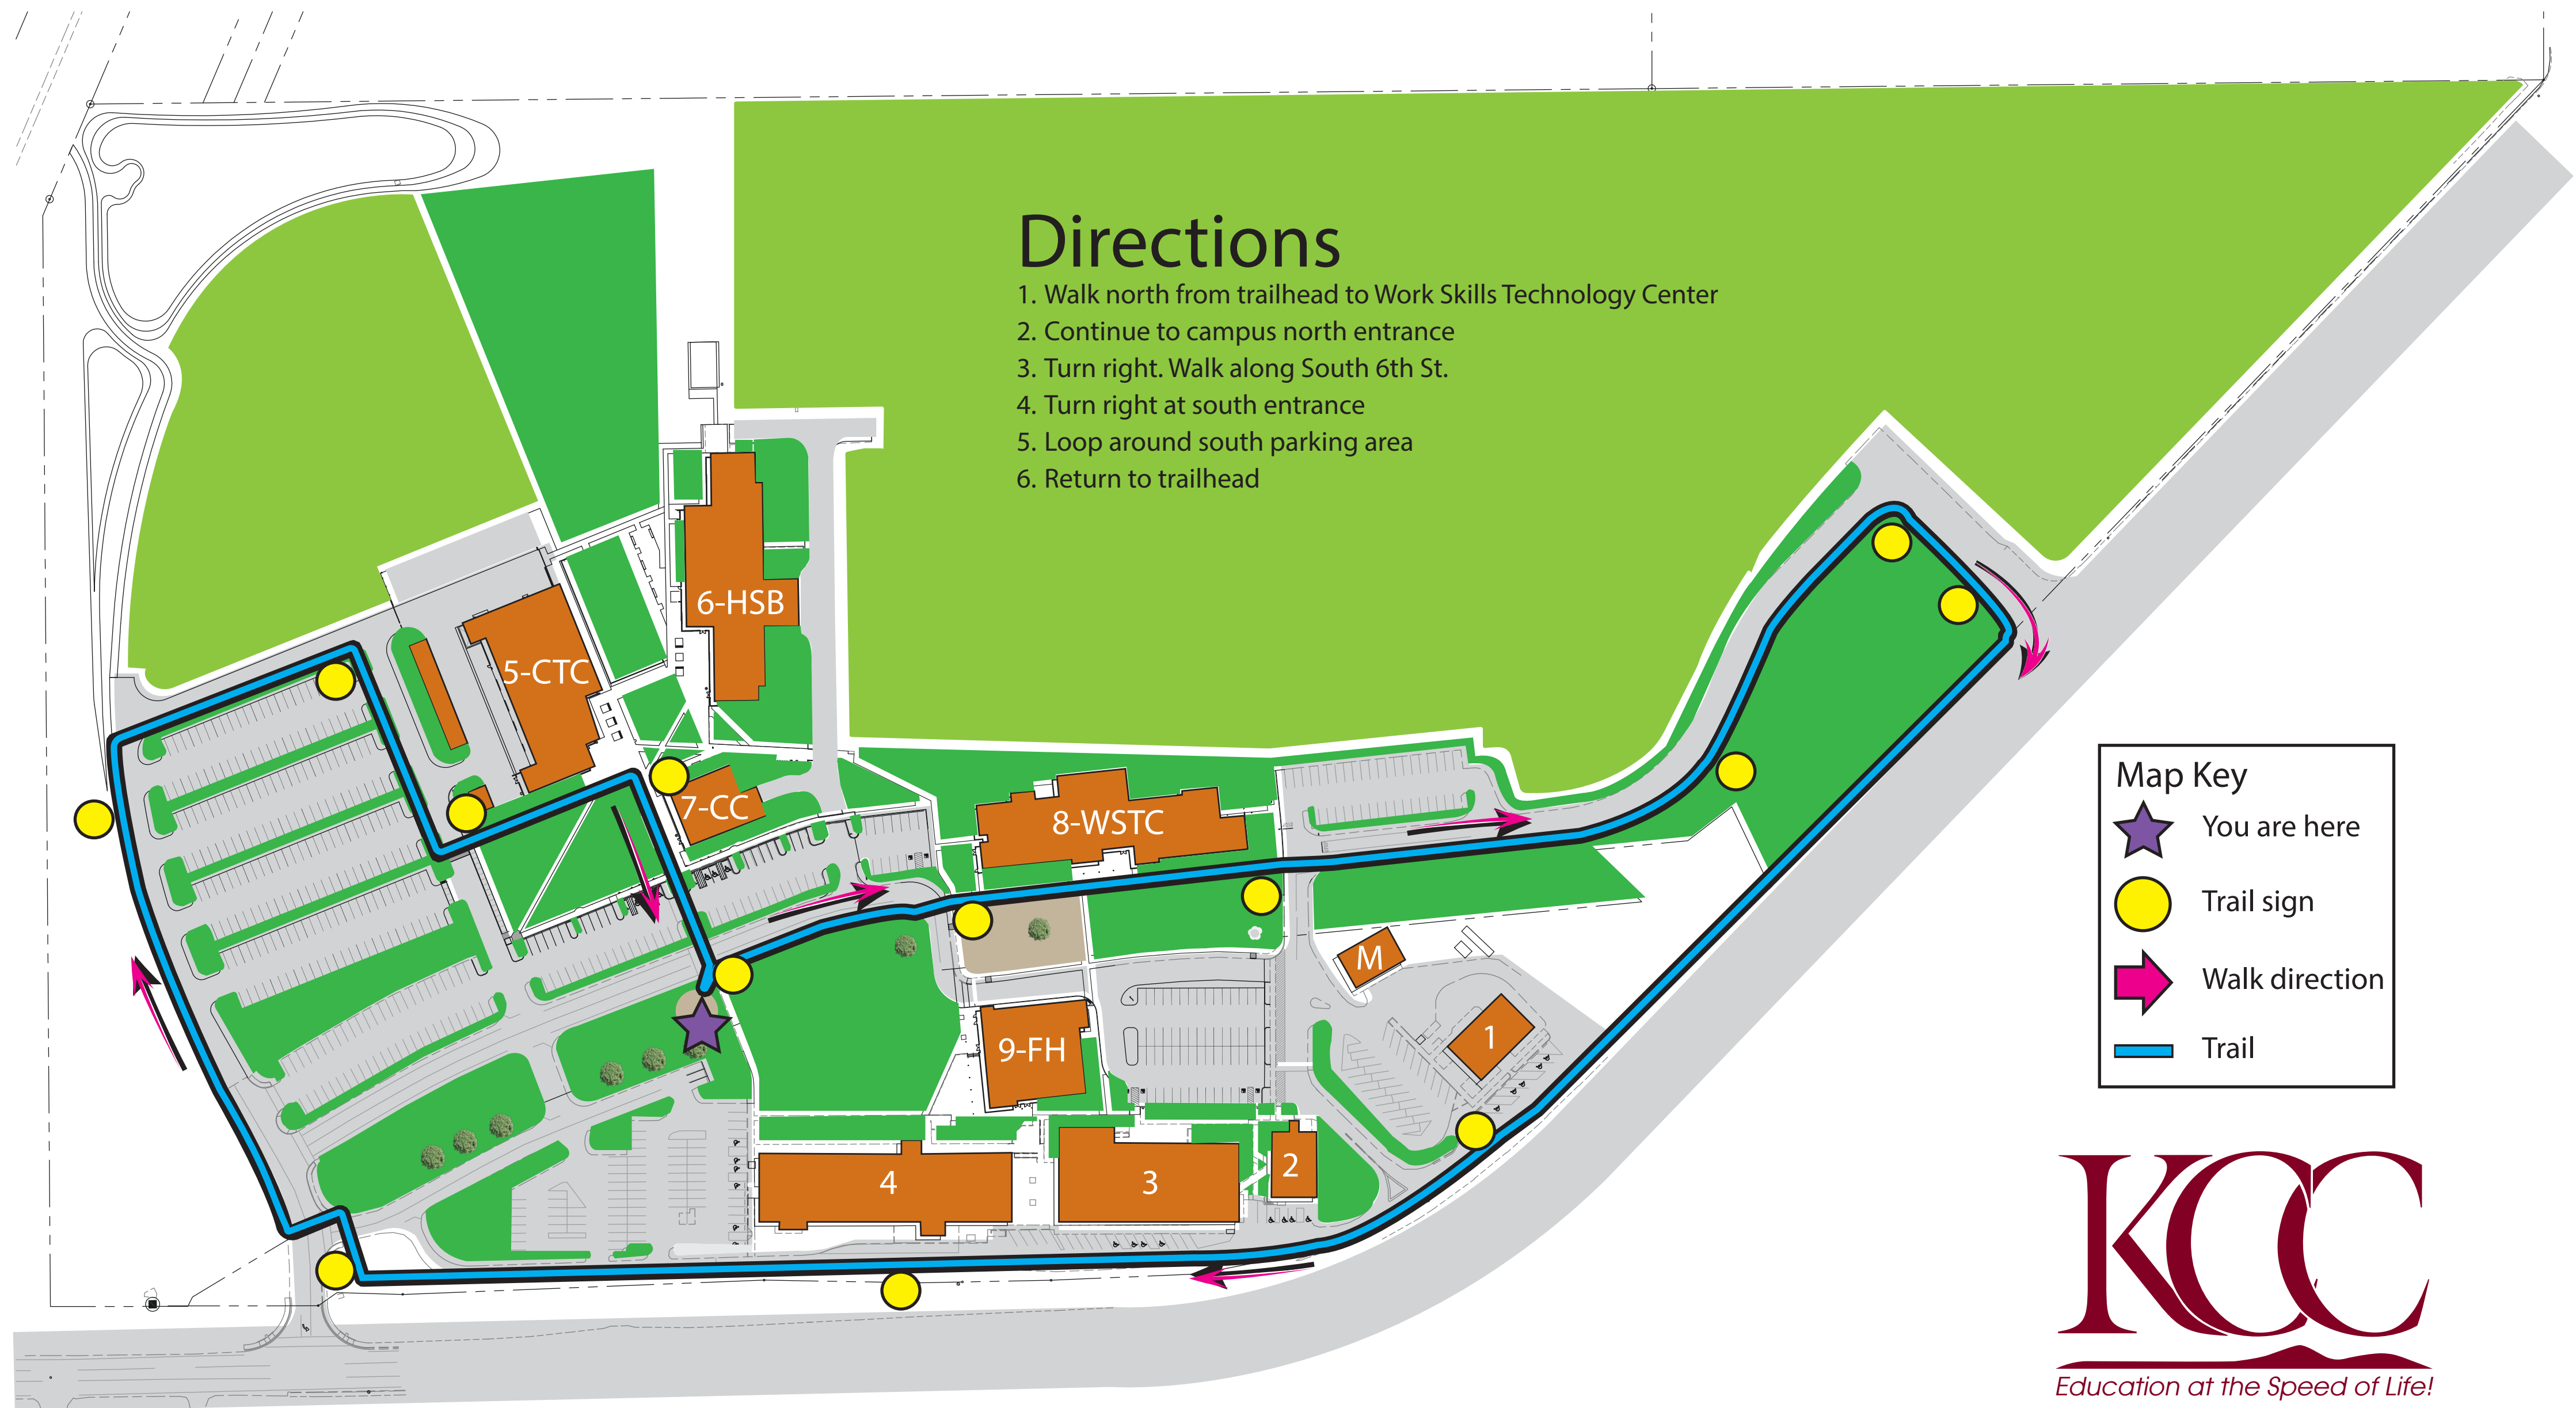 Directions
1. Walk north from trailhead to Work Skills Technology Center
2. Continue to campus north entrance
3. Turn right. Walk along South 6th St.
4. Turn right at south entrance
5. Loop around south parking area
6. Return to trailhead
6-HSB
5-CTC
7-CC
8-WSTC
M
1
9-FH
4
3
2
Map Key
You are here
Trail sign
Walk direction
Trail
KCC
Education at the Speed of Life!